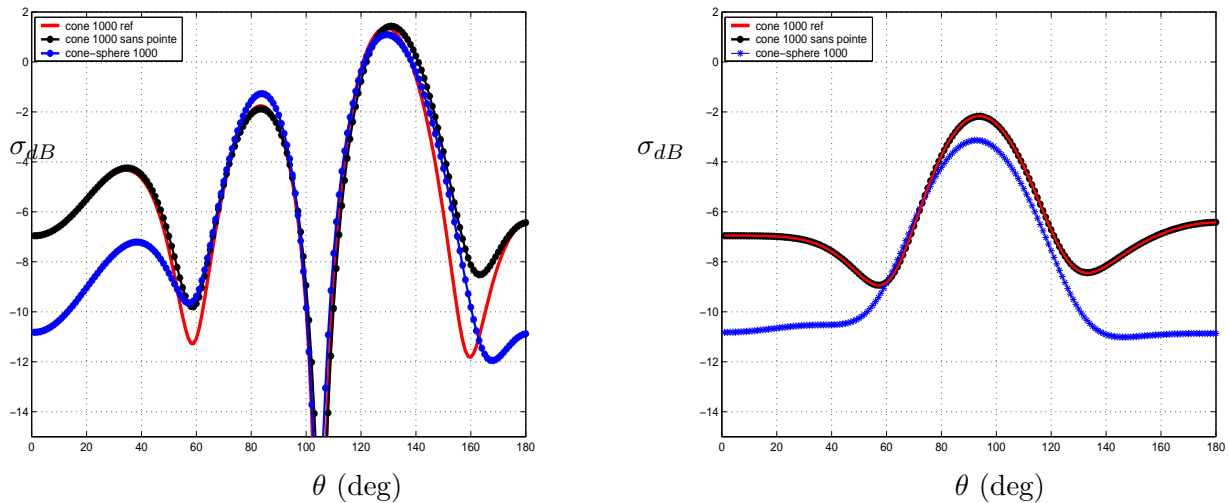 cone 1000 ref
cone 1000 sans pointe
cone-sphere 1000
2
0
−2
−4
−6
−8
−10
−12
−14
σdB
0 20 40 60 80 100 120 140 160 180
θ (deg)
cone 1000 ref
cone 1000 sans pointe
cone-sphere 1000
2
0
−2
−4
−6
−8
−10
−12
−14
σdB
0 20 40 60 80 100 120 140 160 180
θ (deg)